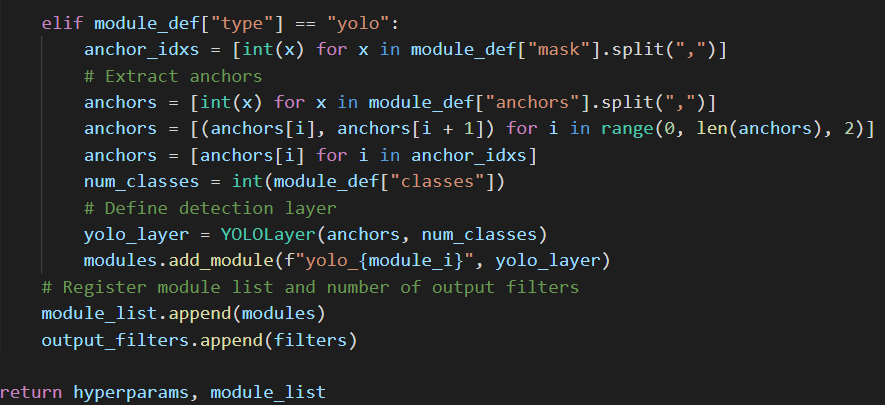 elif module_def["type"] == "yolo":
anchor_idxs = [int(x) for x in module_def["mask"].split(",")]
# Extract anchors
anchors = [int(x) for x in module_def["anchors"].split(",")]
anchors = [(anchors[i], anchors[i + 1]) for i in range(0, len(anchors), 2)]
anchors = [anchors[i] for i in anchor_idxs]
num_classes = int(module_def["classes"])
# Define detection layer
yolo_layer = YOLOLayer(anchors, num_classes)
modules.add_module(f"yolo_{module_i}", yolo_layer)
# Register module list and number of output filters
module_list.append(modules)
output_filters.append(filters)
return hyperparams, module_list